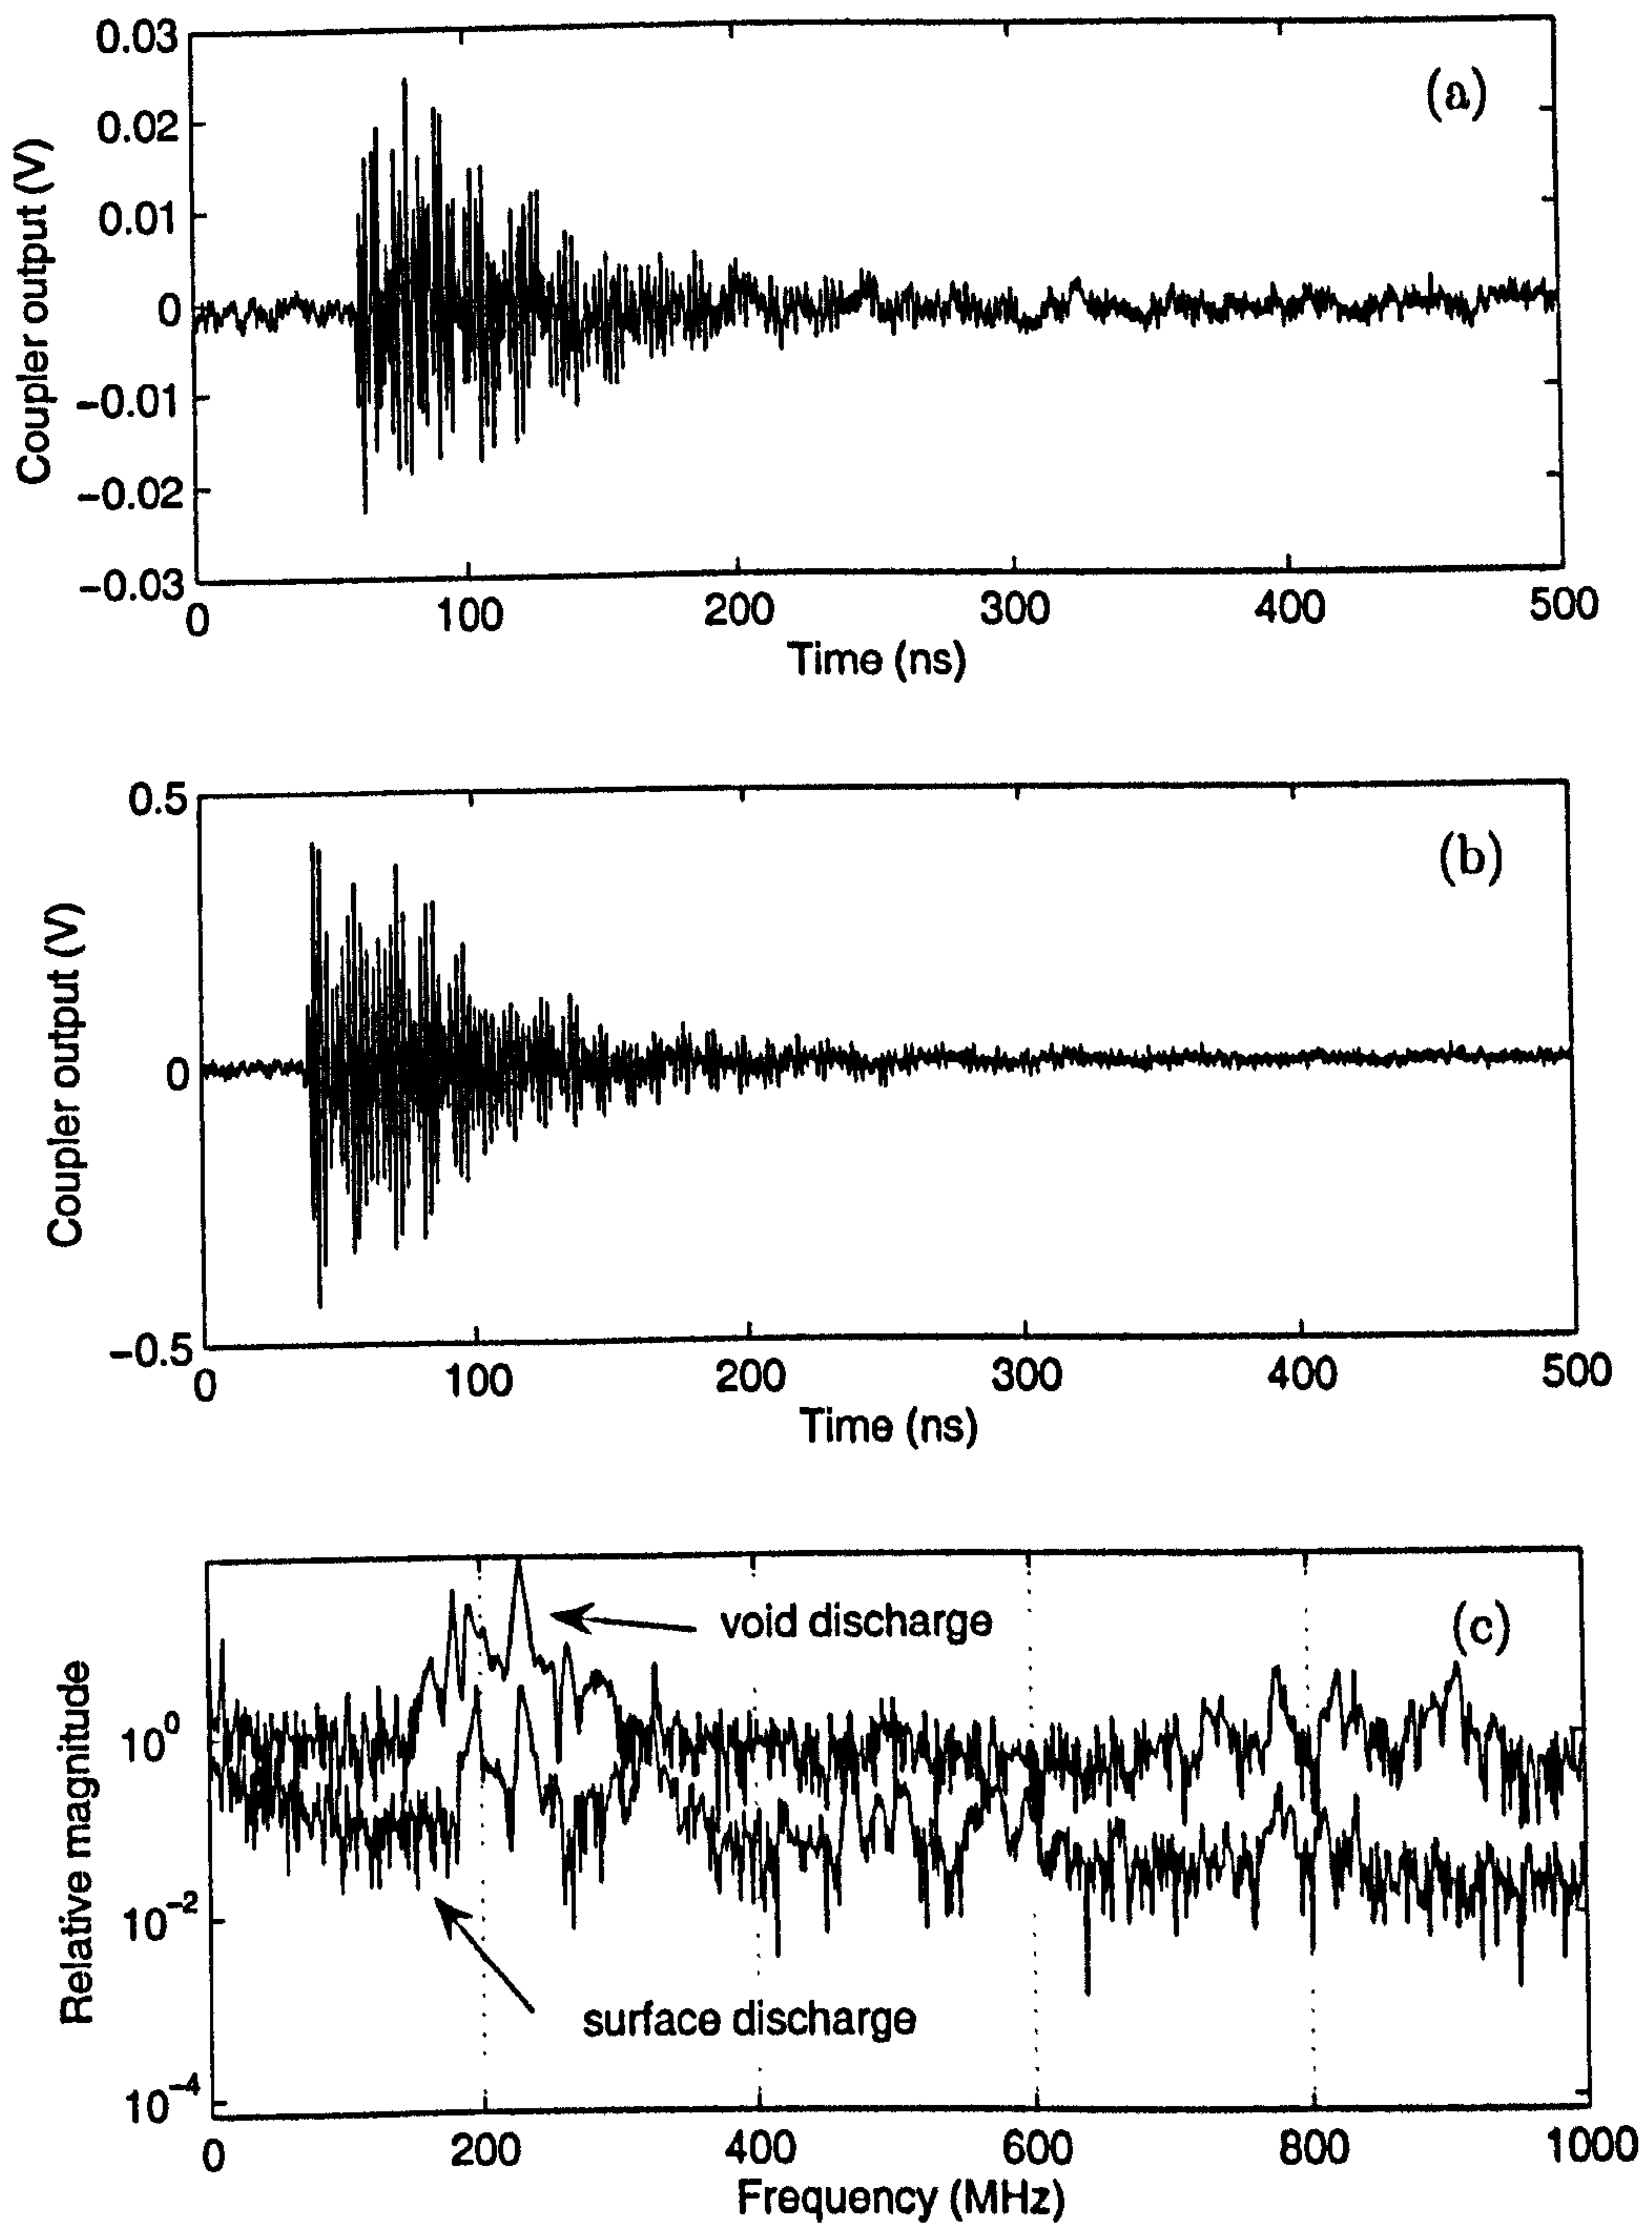 (a)
Coupler output (V)
0.03
0.02
0.01
0
−0.01
−0.02
−0.03
0 100 200 300 400 500
Time (ns)
(b)
Coupler output (V)
0.5
0
−0.5
0 100 200 300 400 500
Time (ns)
(c)
void discharge
Relative magnitude
10^0
10^−2
10^−4
surface discharge
0 200 400 600 800 1000
Frequency (MHz)